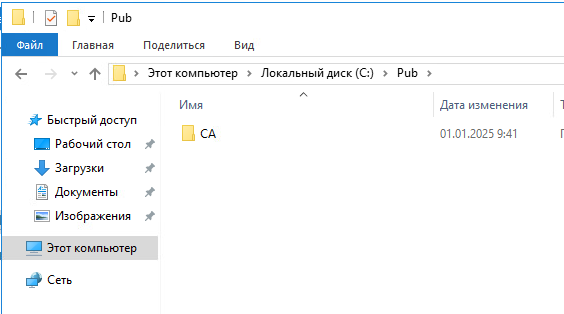 Pub
Файл Главная Поделиться Вид
Этот компьютер Локальный диск (C:) Pub
Имя Дата изменения
Быстрый доступ
CA 01.01.2025 9:41
Рабочий стол
Загрузки
Документы
Изображения
Этот компьютер
Сеть